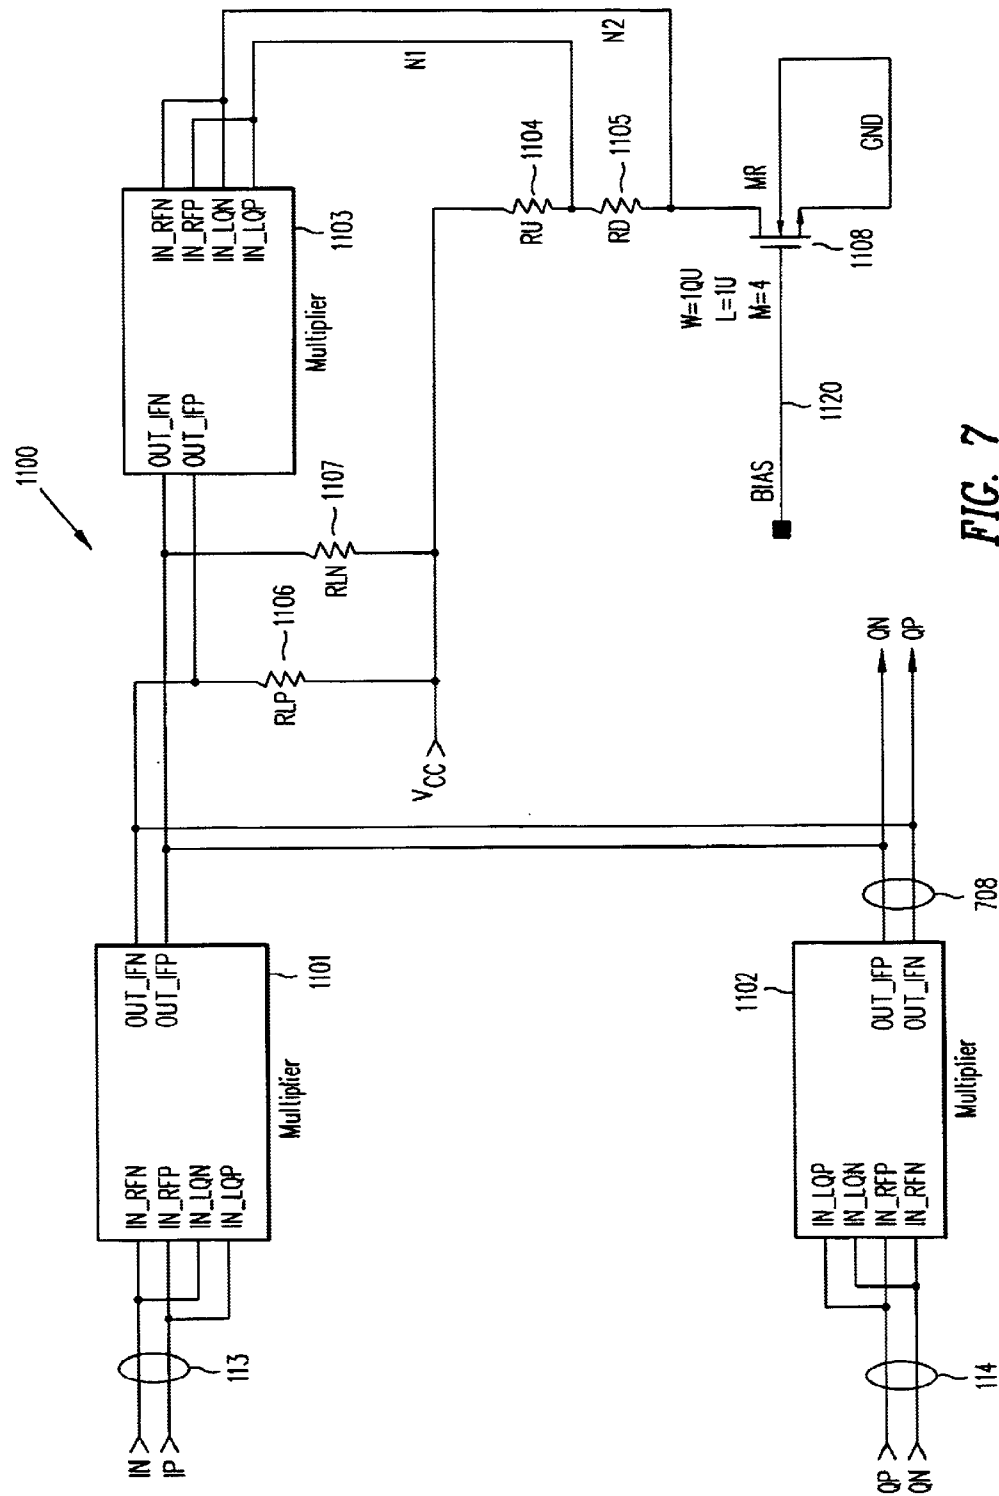 1100
IN
IP
113
IN_RFN
IN_RFP
IN_LQN
IN_LQP
OUT_IFN
OUT_IFP
Multiplier
1101
RLP
1106
RLN
1107
VCC
OUT_IFN
OUT_IFP
IN_RFN
IN_RFP
IN_LQN
IN_LQP
Multiplier
1103
N1
N2
RU
1104
RD
1105
MR
GND
1108
W=1QU
L=1U
M=4
BIAS
1120
QP
QN
114
IN_LQP
IN_LQN
IN_RFP
IN_RFN
OUT_IFP
OUT_IFN
Multiplier
1102
708
QN
QP
FIG. 7